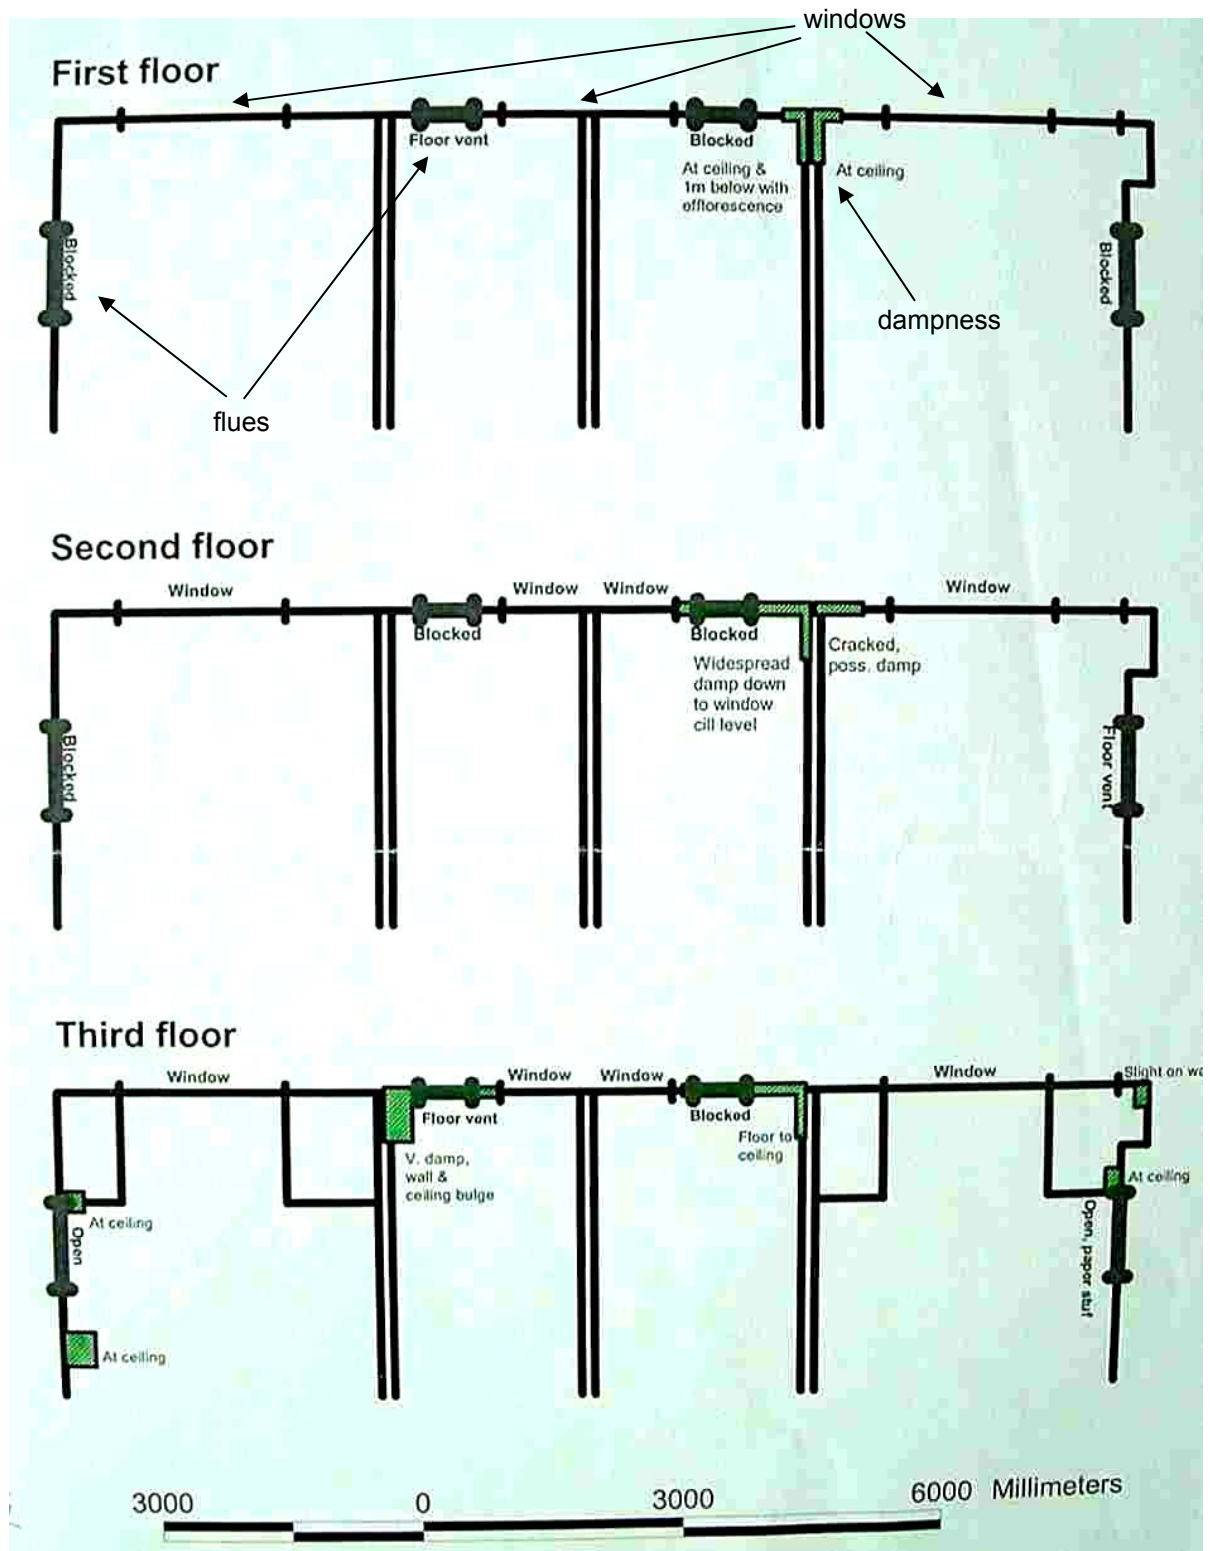 windows
First floor
Floor vent
Blocked
At ceiling &
1m below with
efflorescence
At ceiling
Blocked
Blocked
dampness
flues
Second floor
Window
Window
Window
Window
Blocked
Blocked
Cracked,
poss. damp
Widespread
damp down
to window
cill level
Blocked
Floor vent
Third floor
Window
Window
Window
Window
Slight on
Floor vent
Blocked
Floor to
ceiling
V. damp,
wall &
ceiling bulge
At ceiling
At ceiling
Open
Open, paper
At ceiling
3000
0
3000
6000 Millimeters